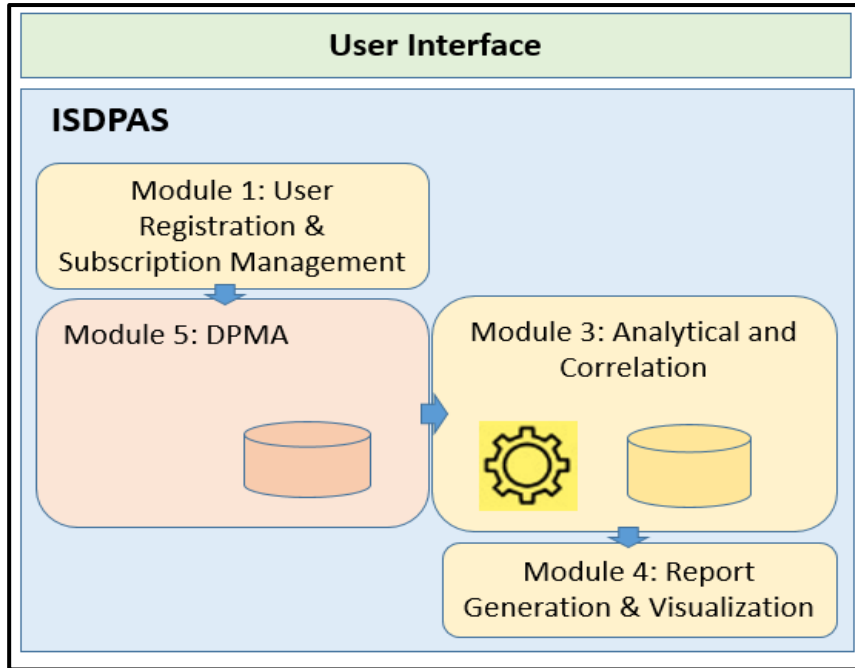 User Interface
ISDPAS
Module 1: User
Registration &
Subscription Management
Module 5: DPMA
Module 3: Analytical and
Correlation
Module 4: Report
Generation & Visualization